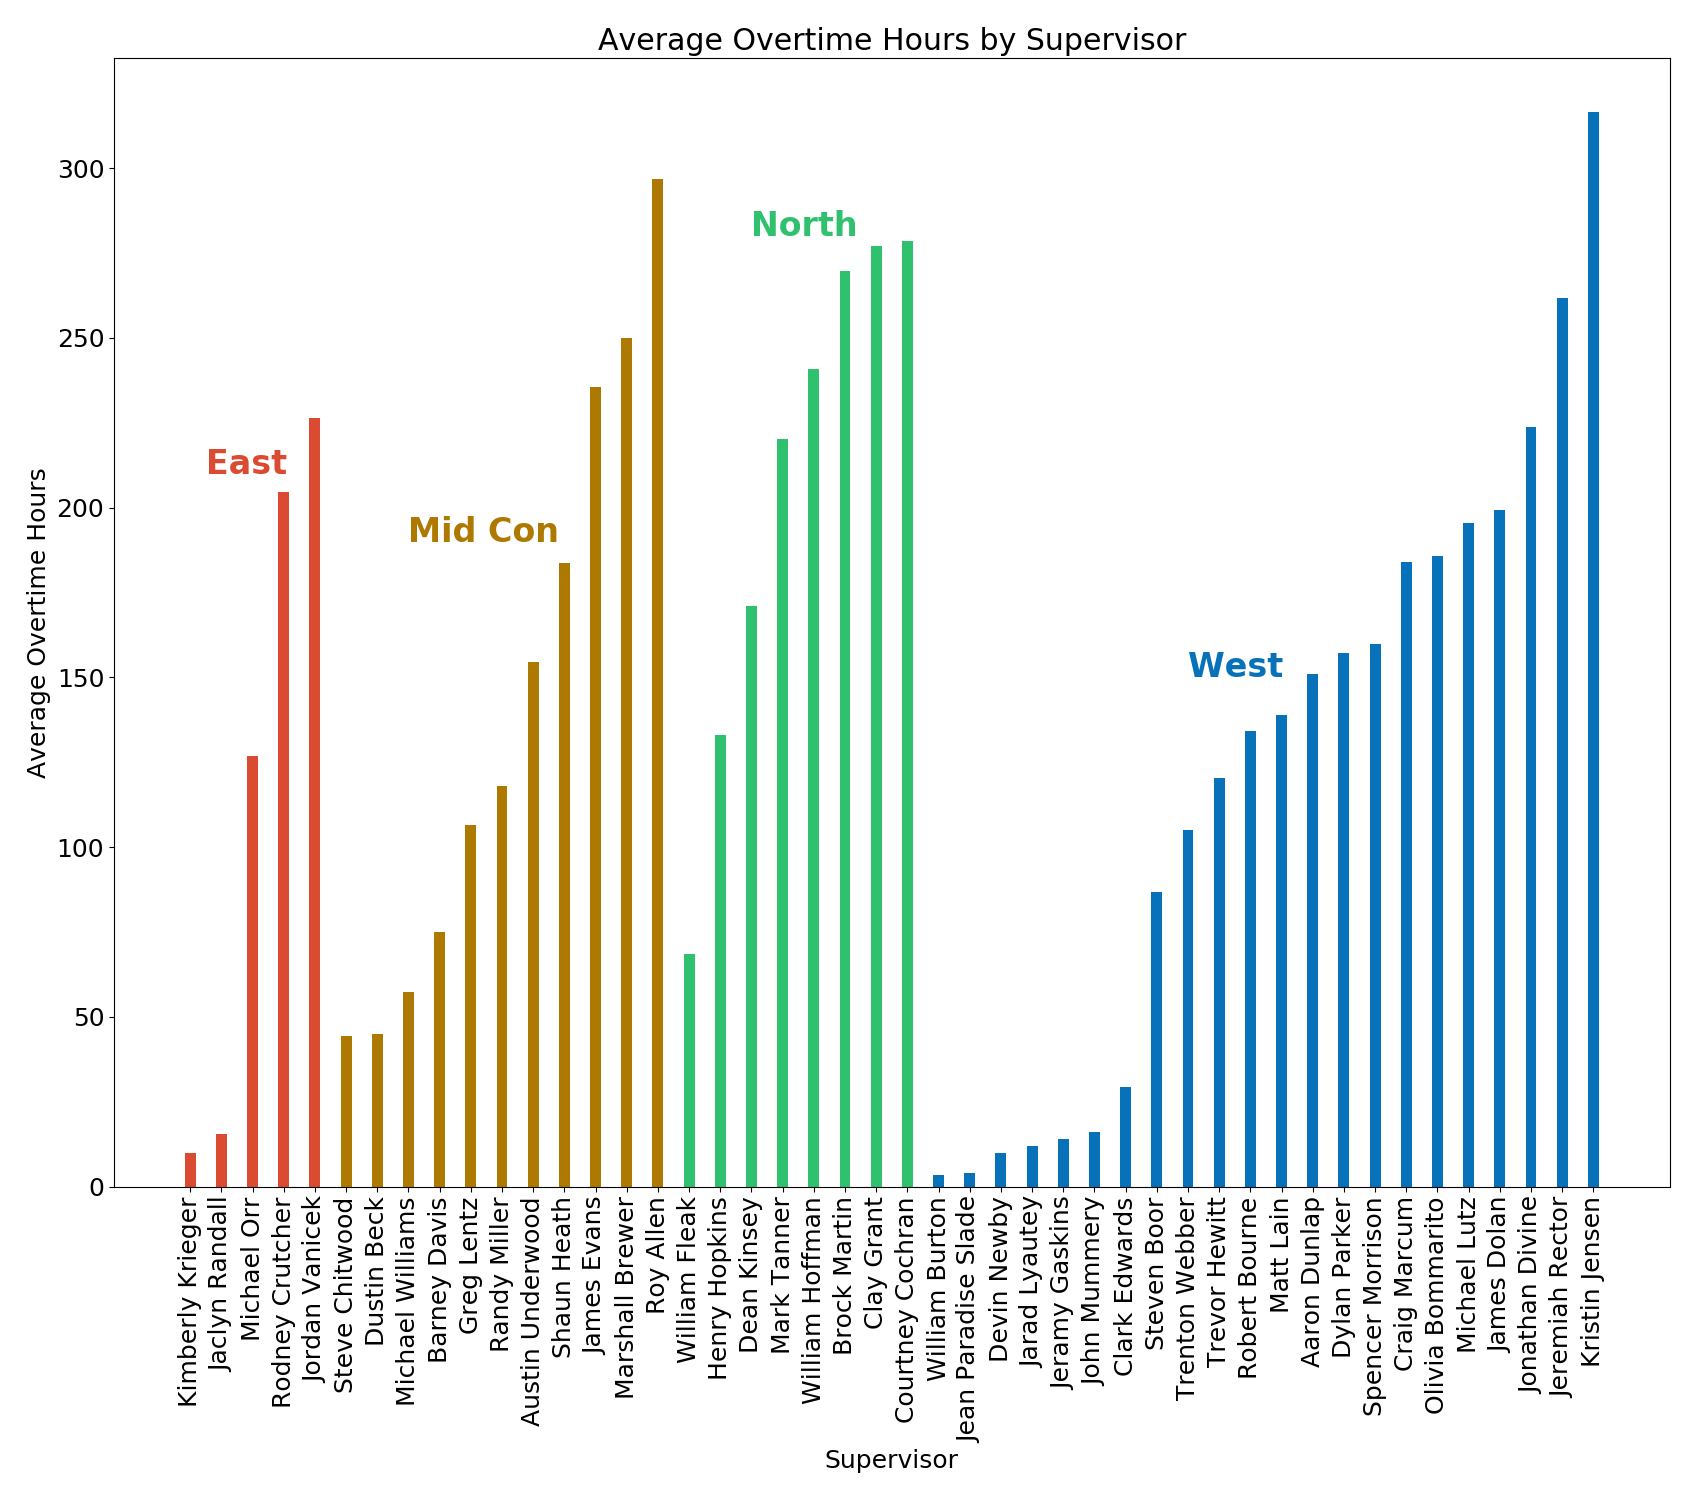 Average Overtime Hours by Supervisor
Average Overtime Hours
300
250
200
150
100
50
0
East
Mid Con
North
West
Kimberly Krieger
Jaclyn Randall
Michael Orr
Rodney Crutcher
Jordan Vanicek
Steve Chitwood
Dustin Beck
Michael Williams
Barney Davis
Greg Lentz
Randy Miller
Austin Underwood
Shaun Heath
James Evans
Marshall Brewer
Roy Allen
William Fleak
Henry Hopkins
Dean Kinsey
Mark Tanner
William Hoffman
Brock Martin
Clay Grant
Courtney Cochran
William Burton
Jean Paradise Slade
Devin Newby
Jarad Lyautey
Jeramy Gaskins
John Mummery
Clark Edwards
Steven Boor
Trenton Webber
Trevor Hewitt
Robert Bourne
Matt Lain
Aaron Dunlap
Dylan Parker
Spencer Morrison
Craig Marcum
Olivia Bommarito
Michael Lutz
James Dolan
Jonathan Divine
Jeremiah Rector
Kristin Jensen
Supervisor